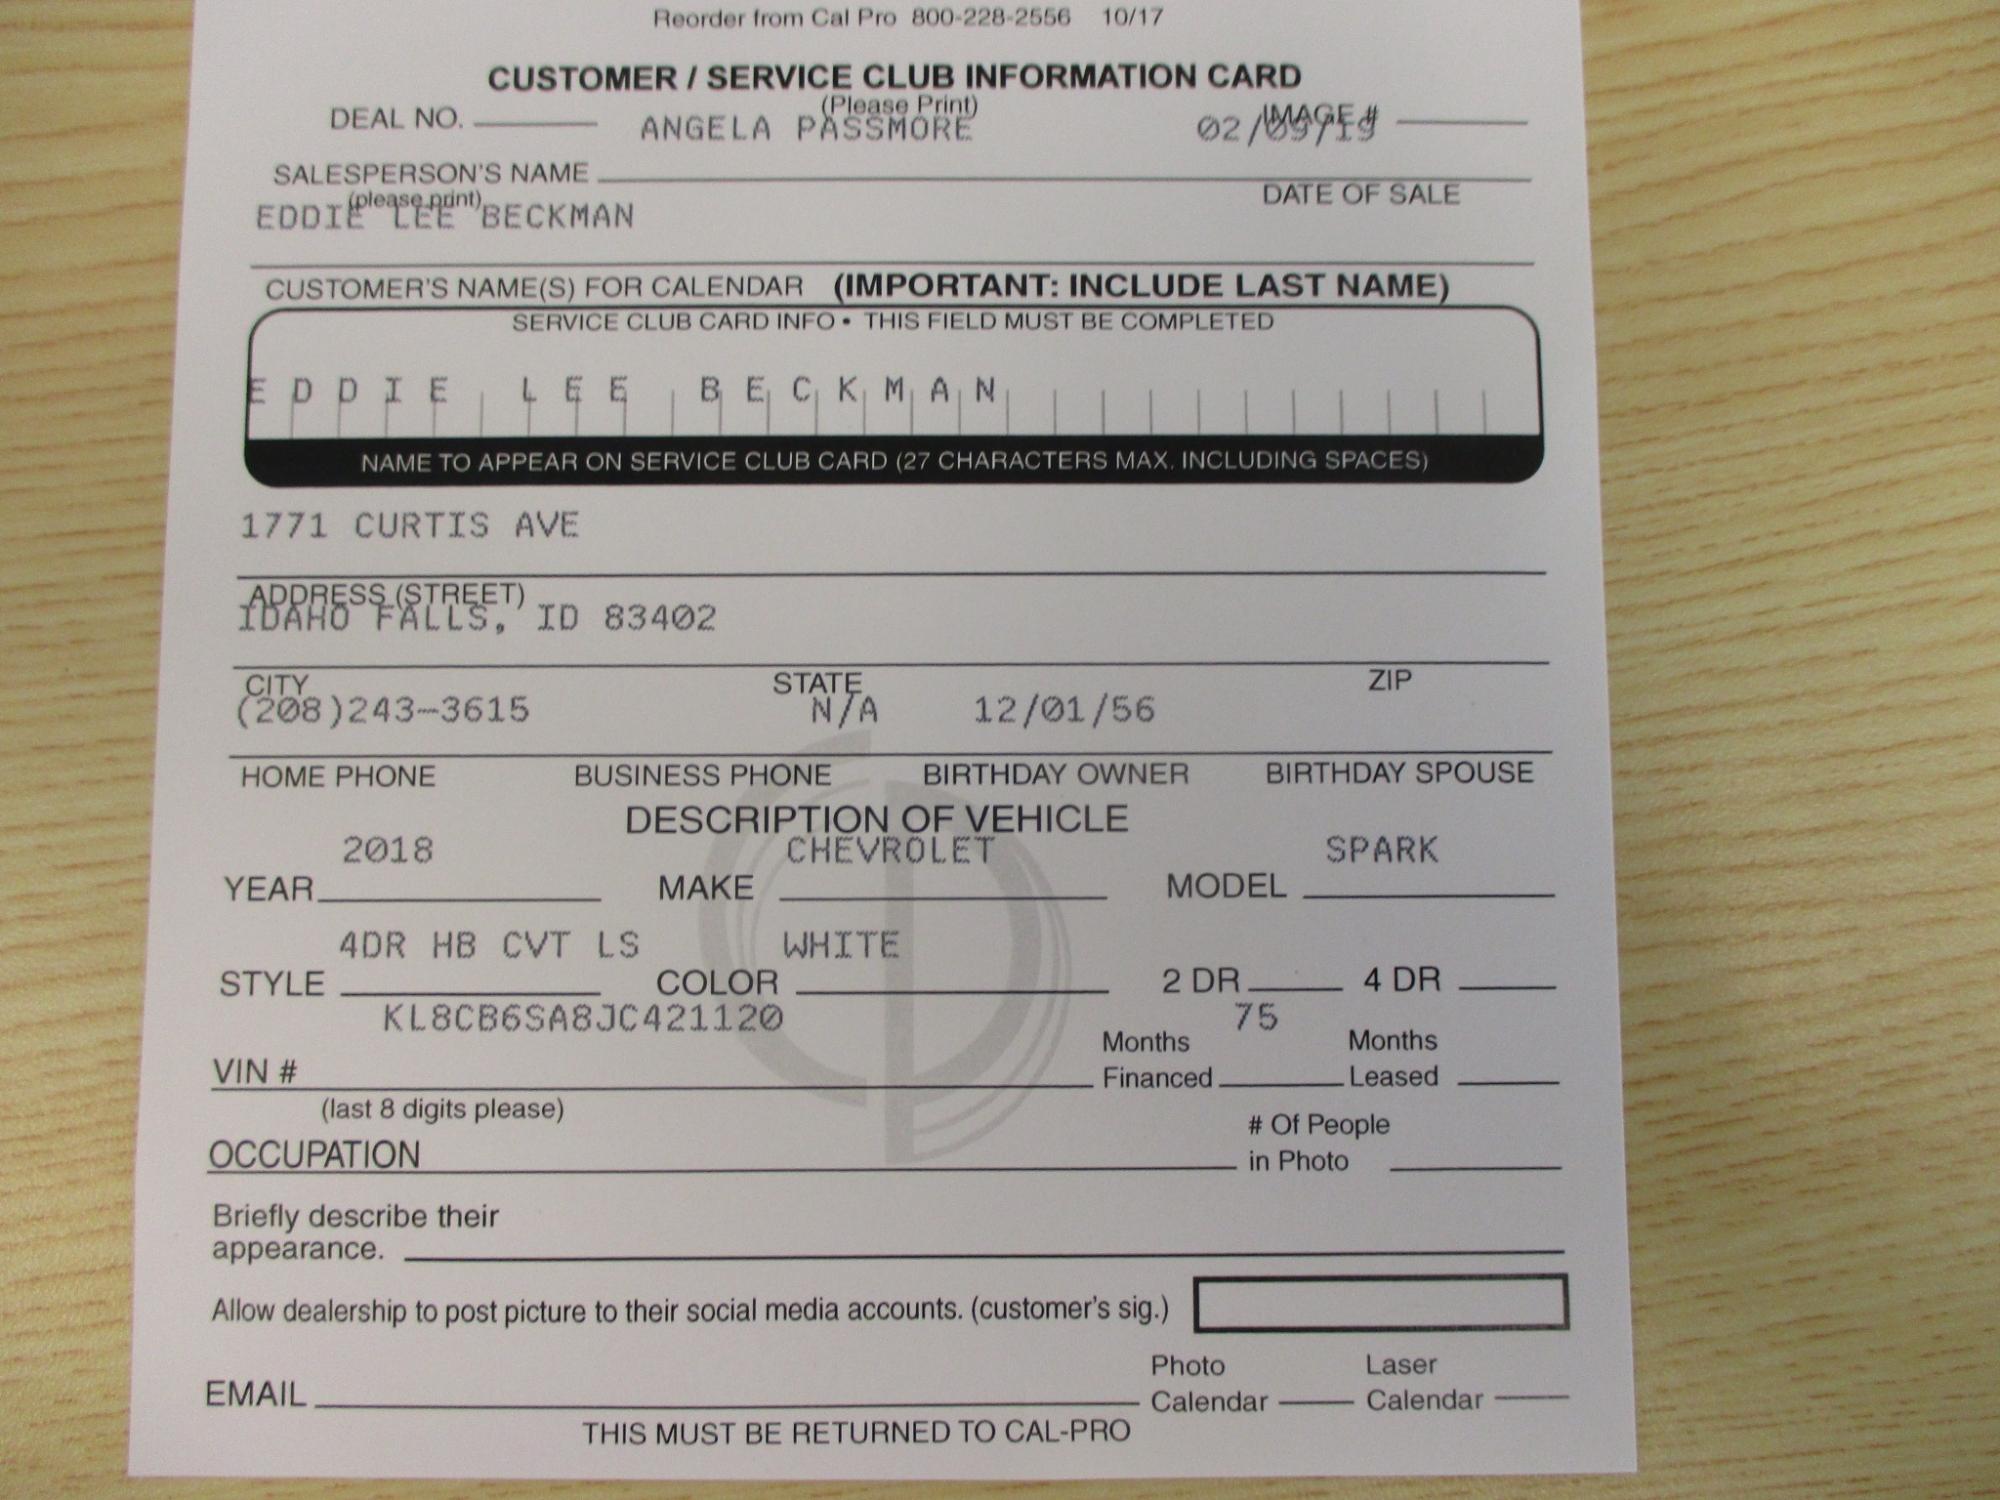 Reorder from Cal Pro 800-228-2556 10/17
CUSTOMER / SERVICE CLUB INFORMATION CARD
(Please Print)
DEAL NO. ANGELA PASSMORE 02/09/19 IMAGE #
SALESPERSON'S NAME
(please print) DATE OF SALE
EDDIE LEE BECKMAN
CUSTOMER'S NAME(S) FOR CALENDAR (IMPORTANT: INCLUDE LAST NAME)
SERVICE CLUB CARD INFO • THIS FIELD MUST BE COMPLETED
EDDIE LEE BECKMAN
NAME TO APPEAR ON SERVICE CLUB CARD (27 CHARACTERS MAX. INCLUDING SPACES)
1771 CURTIS AVE
ADDRESS (STREET)
IDAHO FALLS, ID 83402
CITY STATE ZIP
(208)243-3615 N/A 12/01/56
HOME PHONE BUSINESS PHONE BIRTHDAY OWNER BIRTHDAY SPOUSE
DESCRIPTION OF VEHICLE
2018 CHEVROLET SPARK
YEAR MAKE MODEL
4DR HB CVT LS WHITE
STYLE COLOR 2 DR 4 DR
KL8CB6SA8JC421120 75
Months Months
VIN # Financed Leased
(last 8 digits please)
# Of People
OCCUPATION in Photo
Briefly describe their
appearance.
Allow dealership to post picture to their social media accounts. (customer's sig.)
Photo Laser
EMAIL Calendar Calendar
THIS MUST BE RETURNED TO CAL-PRO